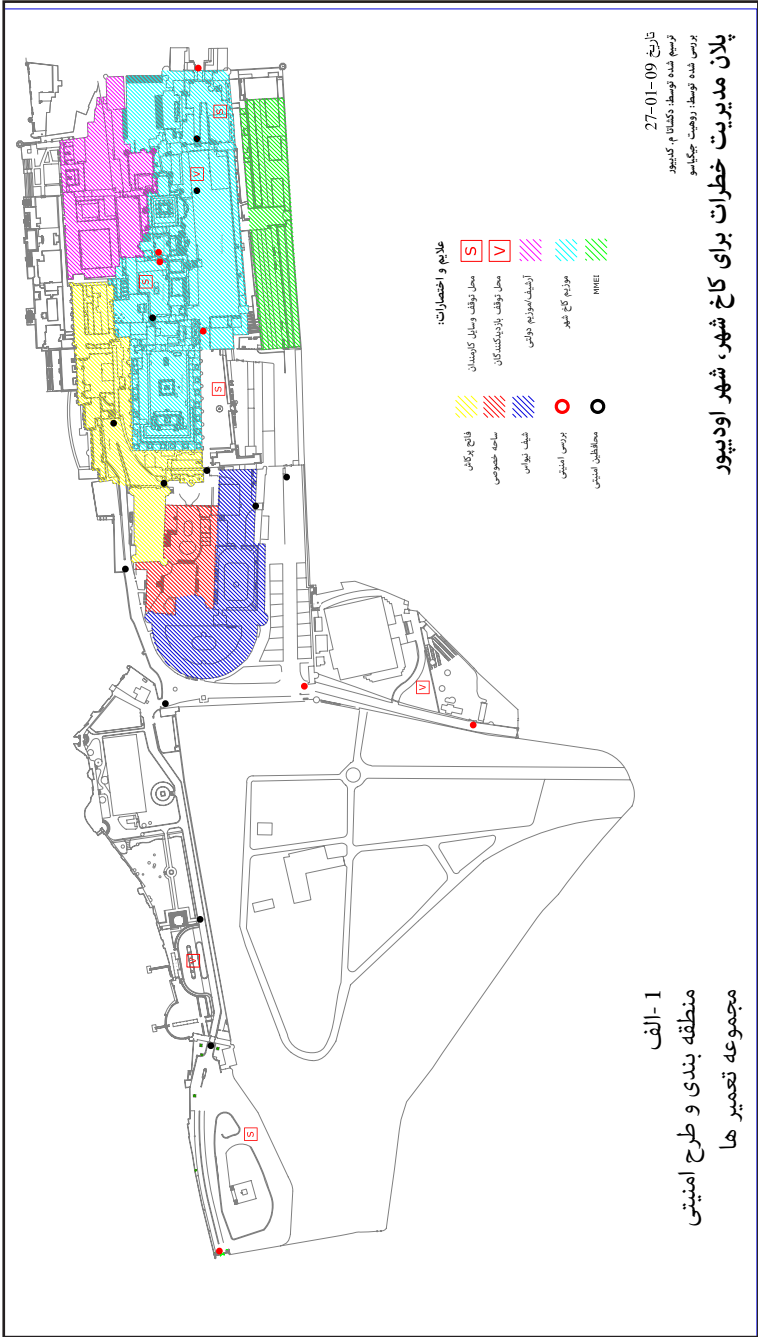 پلان مدیریت خطرات برای کاخ شهر، شهر اودیپور
بررسی شده توسط: روهیت جیگیاسو
ترسیم شده توسط: دکشاتا م. کدیپور
تاریخ 09-01-27
علایم و اختصارات:
S محل توقف وسایل کارمندان
V محل توقف بازدیدکنندگان
آرشیف/موزیم دولتی
موزیم کاخ شهر
MMEI
فاتح پرکاش
ساحه خصوصی
شیف نیواس
بررسی امنیتی
محافظین امنیتی
S
V
S
S
V
V
S
1 -الف
منطقه بندی و طرح امنیتی
مجموعه تعمیر ها